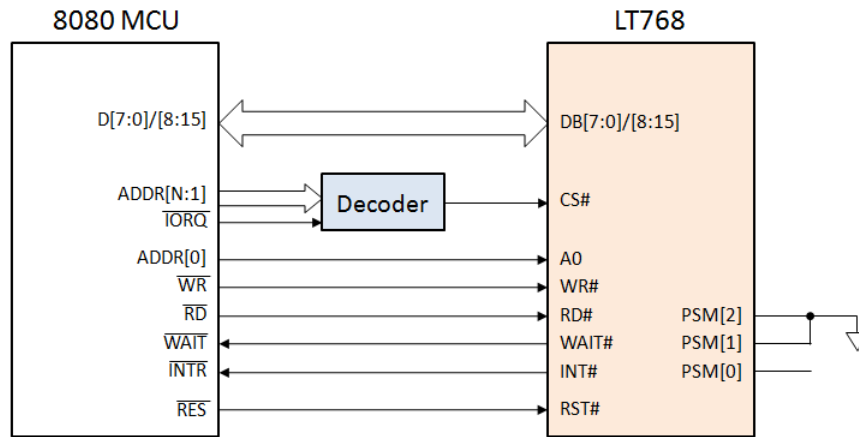 8080 MCU
LT768
D[7:0]/[8:15]
DB[7:0]/[8:15]
ADDR[N:1]
IORQ
Decoder
CS#
ADDR[0]
A0
WR
WR#
RD
RD#
PSM[2]
WAIT
WAIT#
PSM[1]
INTR
INT#
PSM[0]
RES
RST#